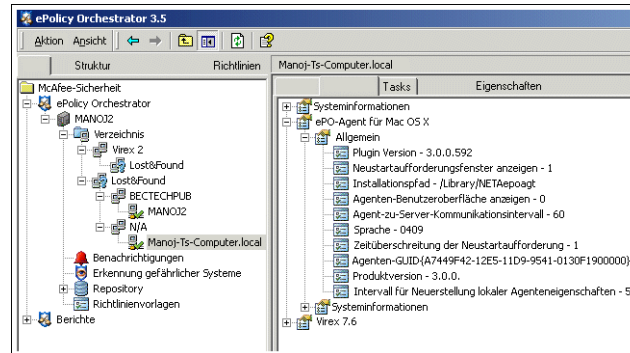 ePolicy Orchestrator 3.5
Aktion Ansicht
Struktur Richtlinien
McAfee-Sicherheit
ePolicy Orchestrator
MANOJ2
Verzeichnis
Virex 2
Lost&Found
Lost&Found
BECTECHPUB
MANOJ2
N/A
Manoj-Ts-Computer.local
Benachrichtigungen
Erkennung gefährlicher Systeme
Repository
Richtlinienvorlagen
Berichte
Manoj-Ts-Computer.local
Tasks Eigenschaften
Systeminformationen
ePO-Agent für Mac OS X
Allgemein
Plugin Version - 3.0.0.592
Neustartaufforderungsfenster anzeigen - 1
Installationspfad - /Library/NETAepoagt
Agenten-Benutzeroberfläche anzeigen - 0
Agent-zu-Server-Kommunikationsintervall - 60
Sprache - 0409
Zeitüberschreitung der Neustartaufforderung - 1
Agenten-GUID{A7449F42-12E5-11D9-9541-0130F1900000}
Produktversion - 3.0.0.
Intervall für Neuerstellung lokaler Agenteneigenschaften - 5
Systeminformationen
Virex 7.6